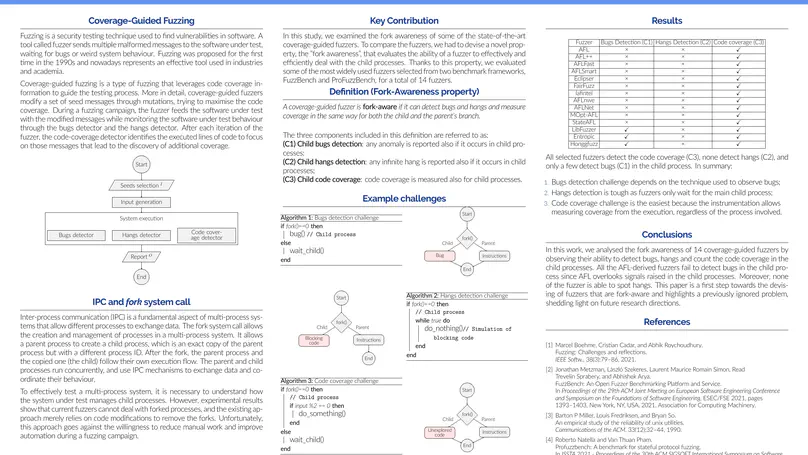 Coverage-Guided Fuzzing
Fuzzing is a security testing technique used to find vulnerabilities in software. A
tool called fuzzer sends multiple malformed messages to the software under test,
waiting for bugs or weird system behaviour. Fuzzing was proposed for the first
time in the 1990s and nowadays represents an effective tool used in industries
and academia.
Coverage-guided fuzzing is a type of fuzzing that leverages code coverage in-
formation to guide the testing process. More in detail, coverage-guided fuzzers
modify a set of seed messages through mutations, trying to maximise the code
coverage. During a fuzzing campaign, the fuzzer feeds the software under test
with the modified messages while monitoring the software under test behaviour
through the bugs detector and the hangs detector. After each iteration of the
fuzzer, the code-coverage detector identifies the executed lines of code to focus
on those messages that lead to the discovery of additional coverage.
Start
Seeds selection
Input generation
System execution
Bugs detector
Hangs detector
Code cover-
age detector
Report
End
IPC and fork system call
Inter-process communication (IPC) is a fundamental aspect of multi-process sys-
tems that allow different processes to exchange data. The fork system call allows
the creation and management of processes in a multi-process system. It allows
a parent process to create a child process, which is an exact copy of the parent
process but with a different process ID. After the fork, the parent process and
the copied one (the child) follow their own execution flow. The parent and child
processes run concurrently, and use IPC mechanisms to exchange data and co-
ordinate their behaviour.
To effectively test a multi-process system, it is necessary to understand how
the system under test manages child processes. However, experimental results
show that current fuzzers cannot deal with forked processes, and the existing ap-
proach merely relies on code modifications to remove the forks. Unfortunately,
this approach goes against the willingness to reduce manual work and improve
automation during a fuzzing campaign.
Key Contribution
In this study, we examined the fork awareness of some of the state-of-the-art
coverage-guided fuzzers. To compare the fuzzers, we had to devise a novel prop-
erty, the "fork awareness", that evaluates the ability of a fuzzer to effectively and
efficiently deal with the child processes. Thanks to this property, we evaluated
some of the most widely used fuzzers selected from two benchmark frameworks,
FuzzBench and ProFuzzBench, for a total of 14 fuzzers.
Definition (Fork-Awareness property)
A coverage-guided fuzzer is fork-aware if it can detect bugs and hangs and measure
coverage in the same way for both the child and the parent's branch.
The three components included in this definition are referred to as:
(C1) Child bugs detection: any anomaly is reported also if it occurs in child pro-
cesses;
(C2) Child hangs detection: any infinite hang is reported also if it occurs in child
processes;
(C3) Child code coverage: code coverage is measured also for child processes.
Example challenges
Algorithm 1: Bugs detection challenge
if fork()==0 then
bug() // Child process
else
wait_child()
end
Start
fork()
Child
Parent
Bug
Instructions
End
Start
fork()
Child
Parent
Blocking
code
Instructions
End
Algorithm 2: Hangs detection challenge
if fork()==0 then
// Child process
while true do
do_nothing() // Simulation of
blocking code
end
end
Algorithm 3: Code coverage challenge
if fork()==0 then
// Child process
if input %2 == 0 then
do_something()
end
else
wait_child()
end
Start
fork()
Child
Parent
Unexplored
code
Instructions
End
Results
Fuzzer Bugs Detection (C1) Hangs Detection (C2) Code coverage (C3)
AFL × × ✓
AFL++ × × ✓
AFLFast × × ✓
AFLSmart × × ✓
Eclipser × × ✓
FairFuzz × × ✓
lafintel × × ✓
AFLnwe × × ✓
AFLNet × × ✓
MOpt-AFL × × ✓
StateAFL × × ✓
LibFuzzer ✓ × ✓
Entropic ✓ × ✓
Honggfuzz ✓ × ✓
All selected fuzzers detect the code coverage (C3), none detect hangs (C2), and
only a few detect bugs (C1) in the child process. In summary:
1. Bugs detection challenge depends on the technique used to observe bugs;
2. Hangs detection is tough as fuzzers only wait for the main child process;
3. Code coverage challenge is the easiest because the instrumentation allows
measuring coverage from the execution, regardless of the process involved.
Conclusions
In this work, we analysed the fork awareness of 14 coverage-guided fuzzers by
observing their ability to detect bugs, hangs and count the code coverage in the
child processes. All the AFL-derived fuzzers fail to detect bugs in the child pro-
cess since AFL overlooks signals raised in the child processes. Moreover, none
of the fuzzer is able to spot hangs. This paper is a first step towards the devis-
ing of fuzzers that are fork-aware and highlights a previously ignored problem,
shedding light on future research directions.
References
[1] Marcel Boehme, Cristian Cadar, and Abhik Roychoudhury.
Fuzzing: Challenges and reflections.
IEEE Softw., 38(3):79–86, 2021.
[2] Jonathan Metzman, László Szekeres, Laurent Maurice Romain Simon, Read
Trevelin Sprabery, and Abhishek Arya.
FuzzBench: An Open Fuzzer Benchmarking Platform and Service.
In Proceedings of the 29th ACM Joint Meeting on European Software Engineering Conference
and Symposium on the Foundations of Software Engineering, ESEC/FSE 2021, pages
1393–1403, New York, NY, USA, 2021. Association for Computing Machinery.
[3] Barton P Miller, Louis Fredriksen, and Bryan So.
An empirical study of the reliability of unix utilities.
Communications of the ACM, 33(12):32–44, 1990.
[4] Roberto Natella and Van Thuan Pham.
Profuzzbench: A benchmark for stateful protocol fuzzing.